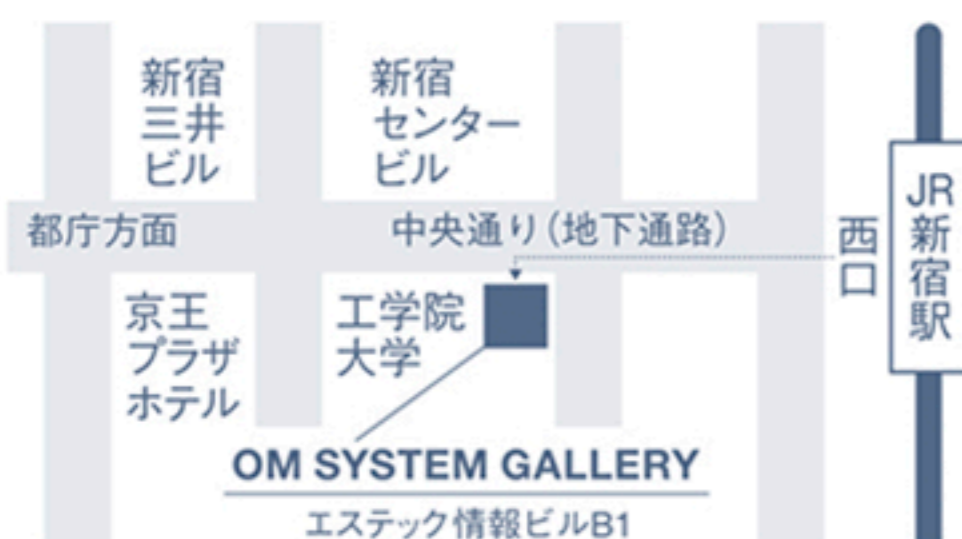 新宿
三井
ビル
新宿
センター
ビル
都庁方面
中央通り(地下通路)
西口
JR新宿駅
京王
プラザ
ホテル
工学院
大学
OM SYSTEM GALLERY
エステック情報ビルB1